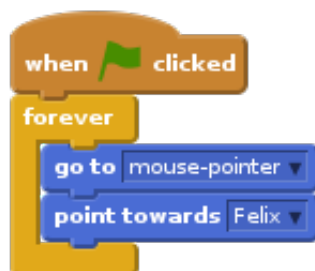 when clicked
forever
go to mouse-pointer
point towards Felix